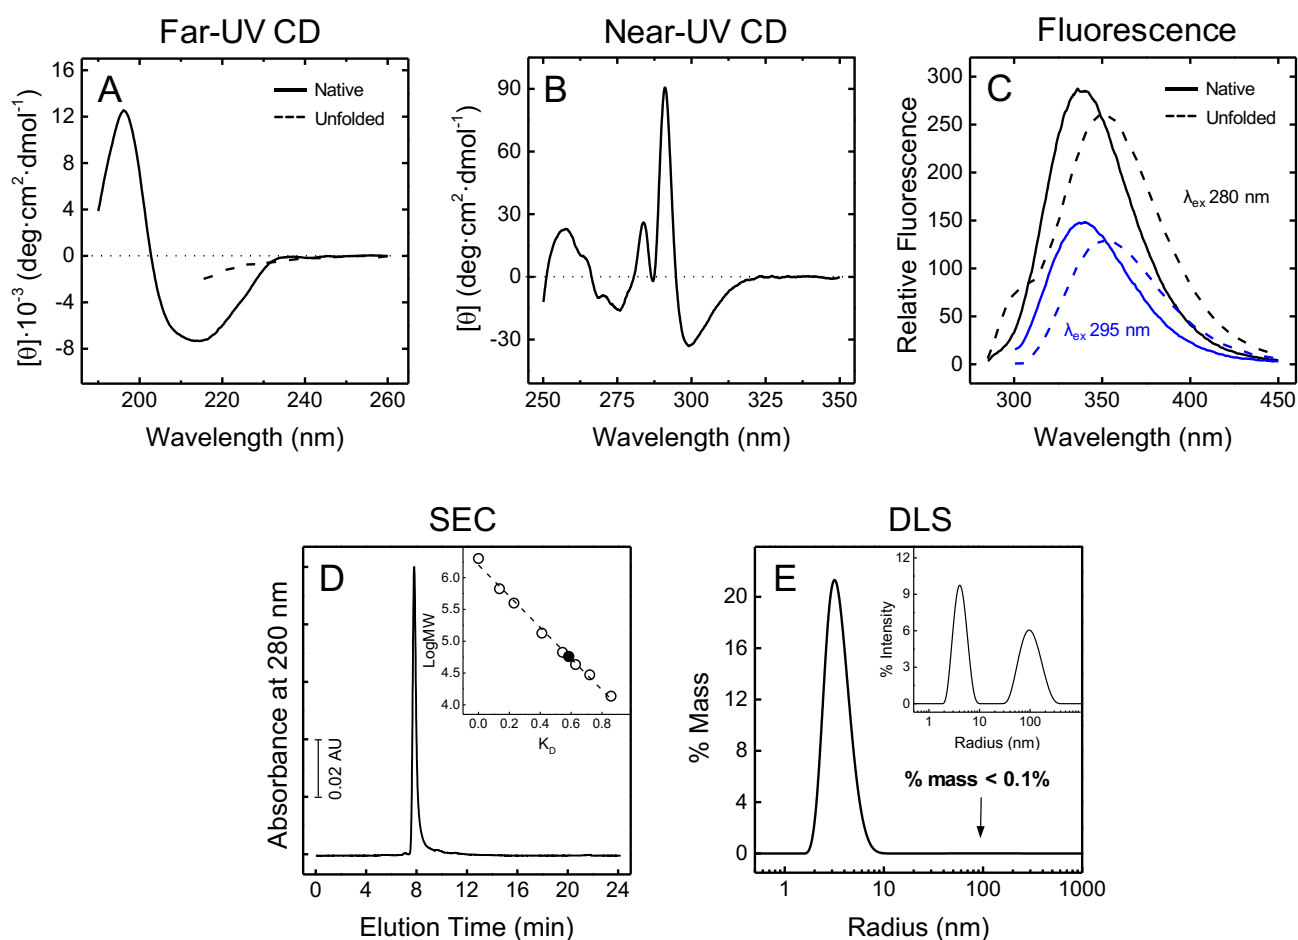 Far-UV CD
Near-UV CD
Fluorescence
A
Native
Unfolded
16
12
8
4
0
-4
-8
200
220
240
260
[θ]·10⁻³ (deg·cm²·dmol⁻¹)
Wavelength (nm)
B
90
60
30
0
-30
250
275
300
325
350
[θ] (deg·cm²·dmol⁻¹)
Wavelength (nm)
C
Native
Unfolded
λex 280 nm
λex 295 nm
300
250
200
150
100
50
0
300
350
400
450
Relative Fluorescence
Wavelength (nm)
SEC
DLS
D
Absorbance at 280 nm
0.02 AU
0
4
8
12
16
20
24
Elution Time (min)
LogMW
6.0
5.5
5.0
4.5
4.0
0.0
0.2
0.4
0.6
0.8
KD
E
% Mass
20
16
12
8
4
0
1
10
100
1000
Radius (nm)
% Intensity
12
9
6
3
0
1
10
100
Radius (nm)
% mass < 0.1%